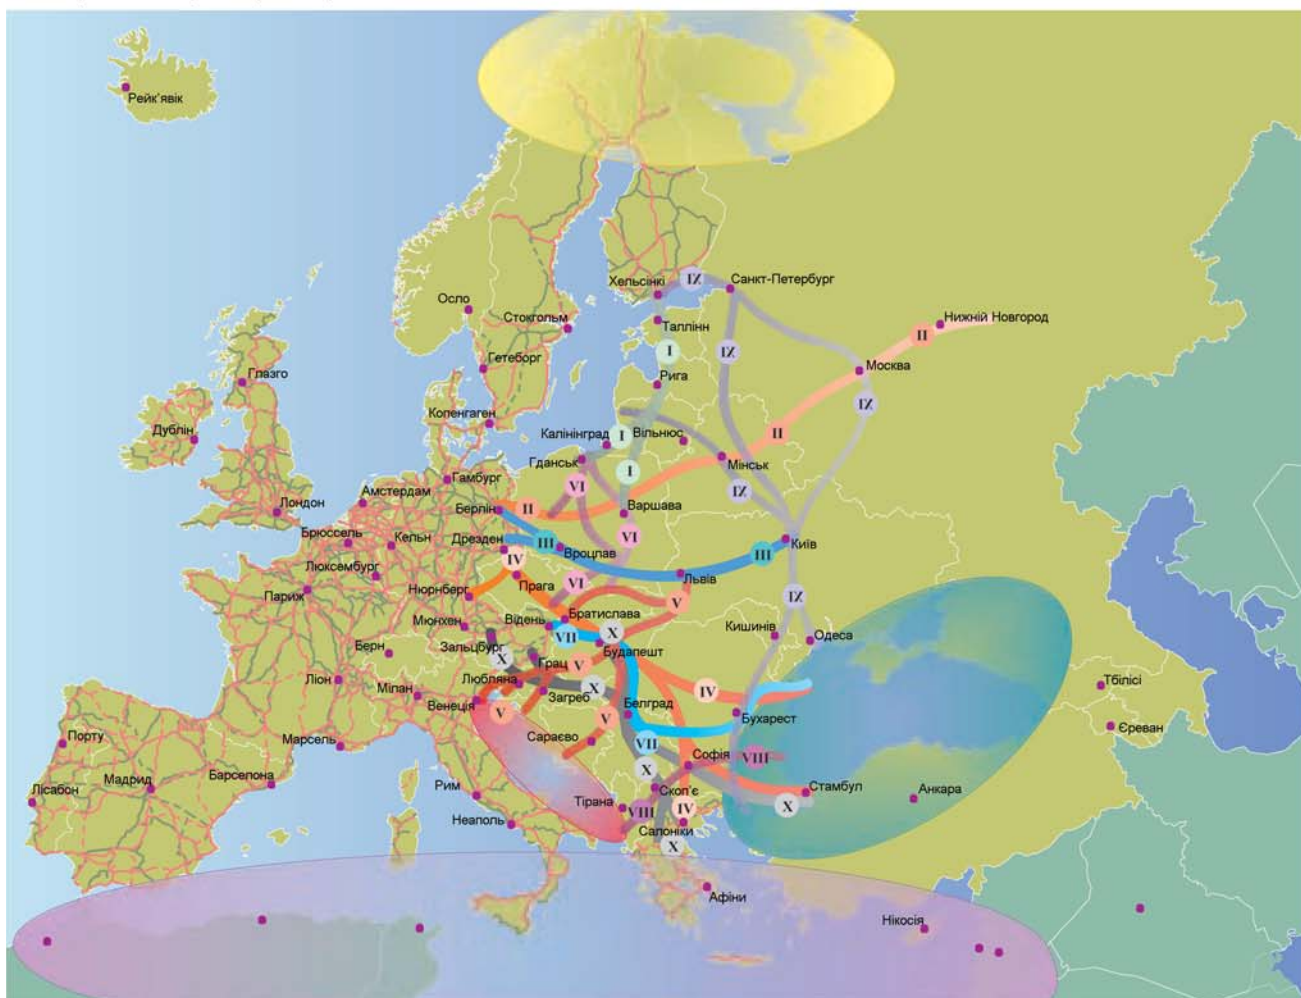 Рейк'явік
Хельсінкі
IX
Санкт-Петербург
Осло
Стокгольм
Таллінн
Нижній Новгород
II
Гетеборг
I
IX
Москва
Глазго
Рига
IX
Копенгаген
Дублін
Калінінград
I
Вільнюс
II
Гданськ
I
Мінськ
Гамбург
VI
IX
Амстердам
Лондон
Берлін
II
Варшава
Брюссель
Кельн
Дрезден
III
Вроцлав
VI
III
Київ
IV
Люксембург
Нюрнберг
Прага
VI
Львів
Париж
V
IX
Мюнхен
Відень
Братислава
VII
X
Кишинів
Одеса
Берн
Зальцбург
X
Грац
V
Будапешт
Ліон
Мілан
Любляна
X
IV
Тбілісі
Венеція
V
Загреб
Белград
V
Бухарест
Єреван
Порту
Марсель
Сараєво
VII
Софія
VIII
Мадрид
Барселона
X
Лісабон
Рим
Тірана
Скоп'є
Стамбул
Анкара
VIII
IV
X
Неаполь
Салоніки
X
Афіни
Нікосія